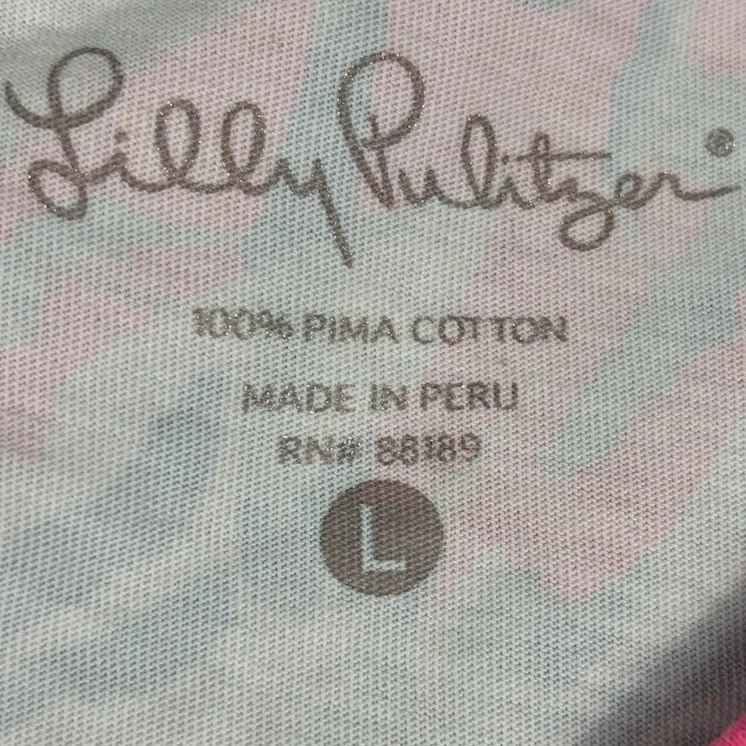 Lilly Pulitzer®
100% PIMA COTTON
MADE IN PERU
RN# 88189
L